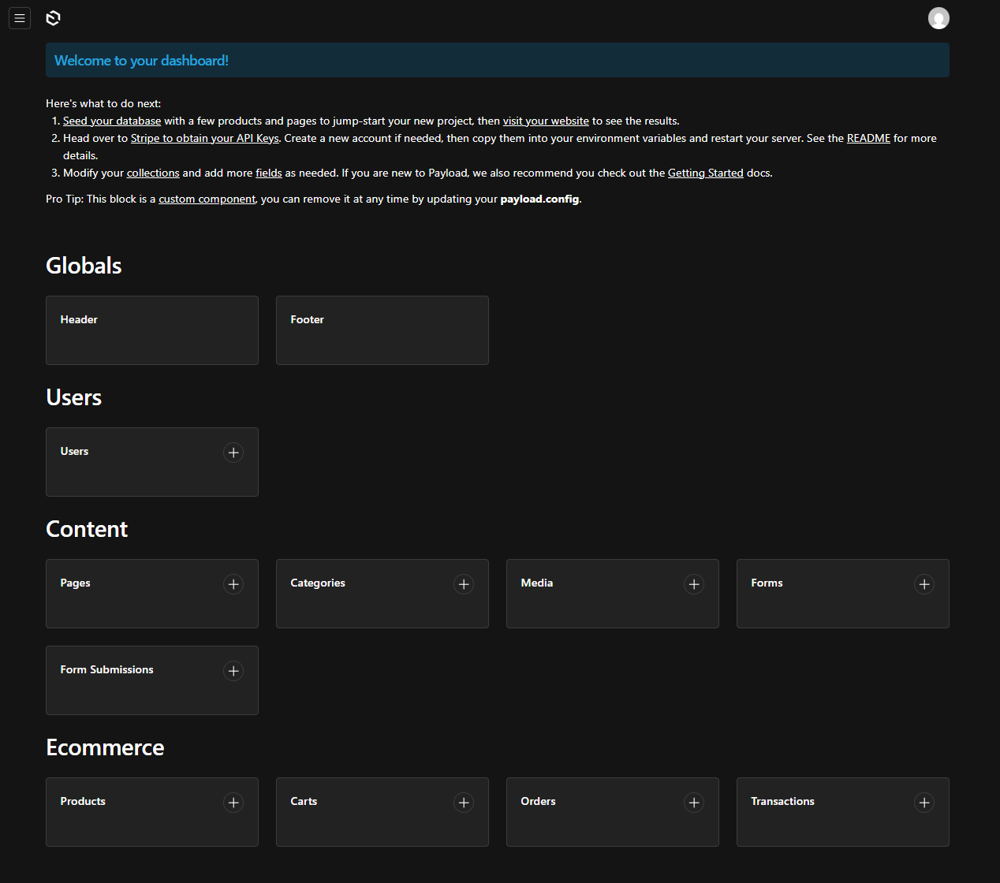 Welcome to your dashboard!
Here's what to do next:
1. Seed your database with a few products and pages to jump-start your new project, then visit your website to see the results.
2. Head over to Stripe to obtain your API Keys. Create a new account if needed, then copy them into your environment variables and restart your server. See the README for more
details.
3. Modify your collections and add more fields as needed. If you are new to Payload, we also recommend you check out the Getting Started docs.
Pro Tip: This block is a custom component, you can remove it at any time by updating your payload.config.
Globals
Header
Footer
Users
Users
Content
Pages
Categories
Media
Forms
Form Submissions
Ecommerce
Products
Carts
Orders
Transactions